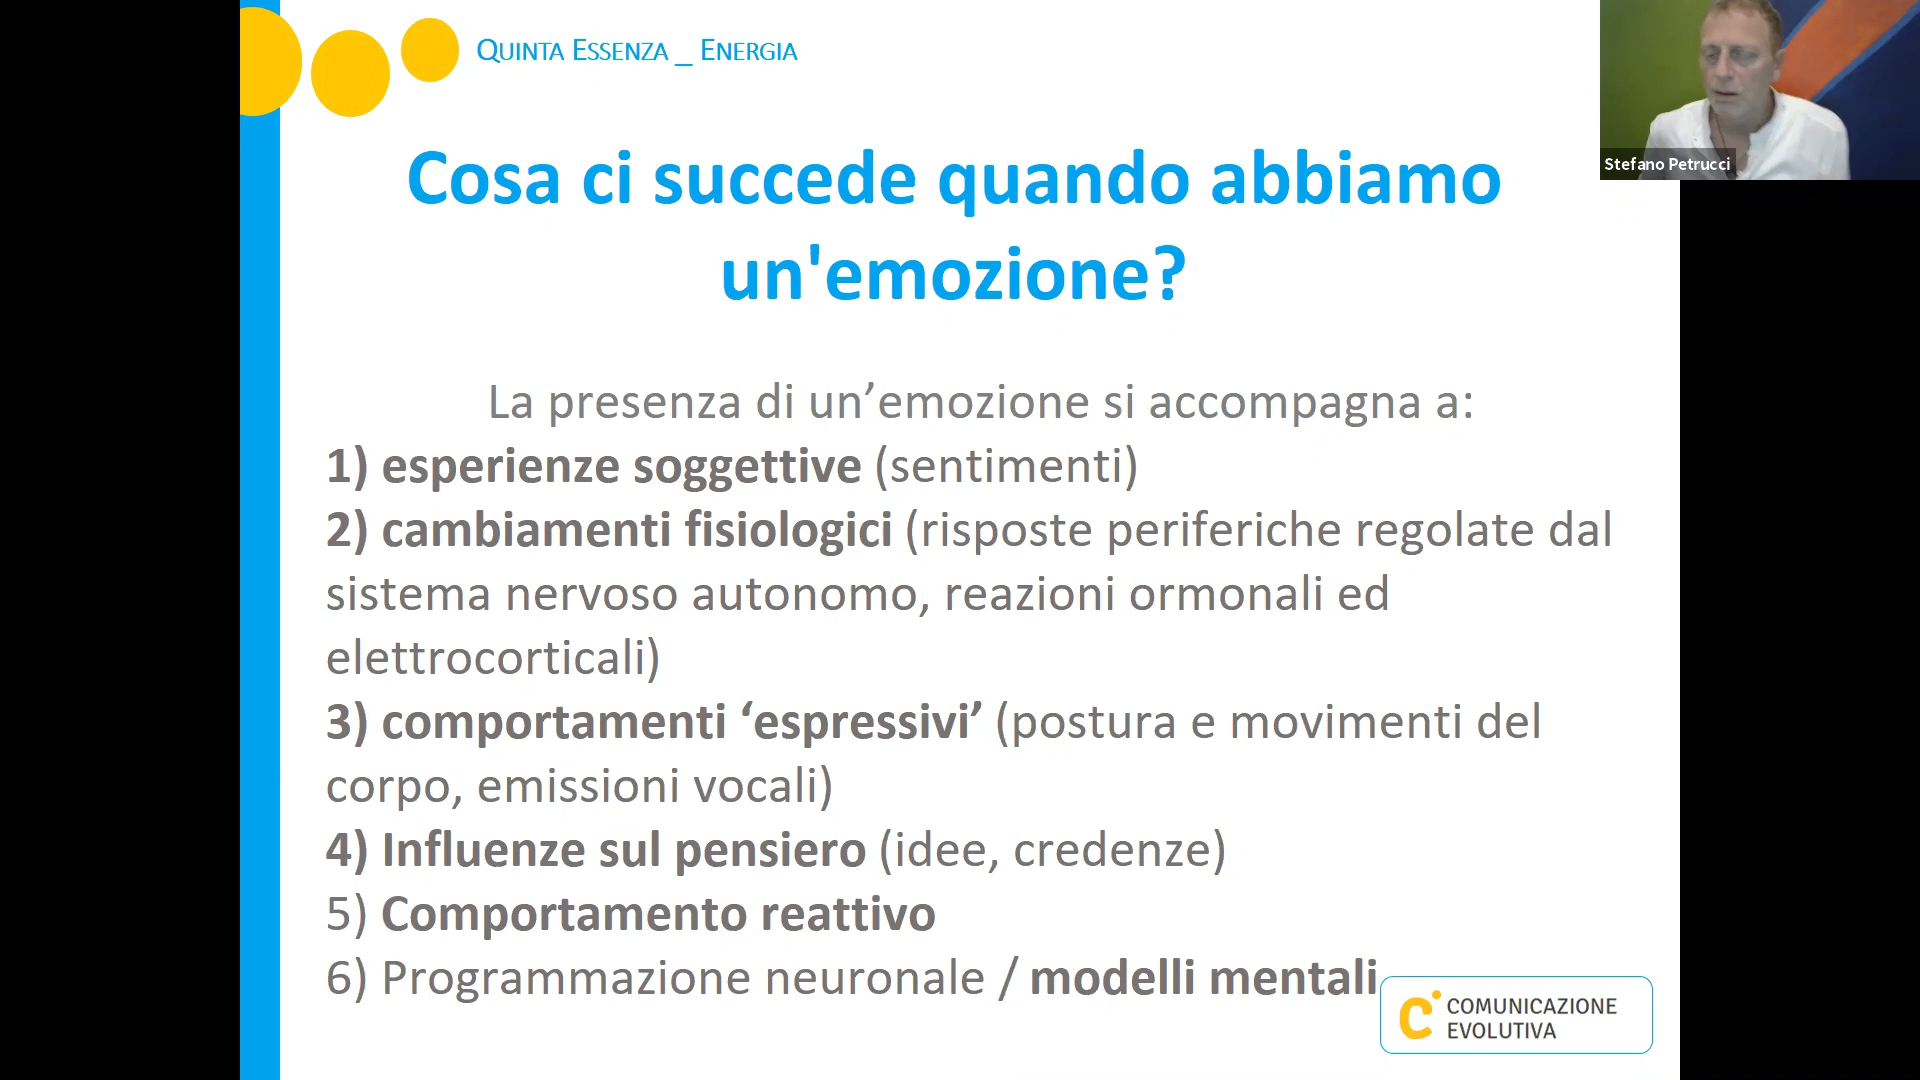 QUINTA ESSENZA _ ENERGIA
Stefano Petrucci
Cosa ci succede quando abbiamo
un'emozione?
La presenza di un’emozione si accompagna a:
1) esperienze soggettive (sentimenti)
2) cambiamenti fisiologici (risposte periferiche regolate dal
sistema nervoso autonomo, reazioni ormonali ed
elettrocorticali)
3) comportamenti ‘espressivi’ (postura e movimenti del
corpo, emissioni vocali)
4) Influenze sul pensiero (idee, credenze)
5) Comportamento reattivo
6) Programmazione neuronale / modelli mentali
COMUNICAZIONE
EVOLUTIVA